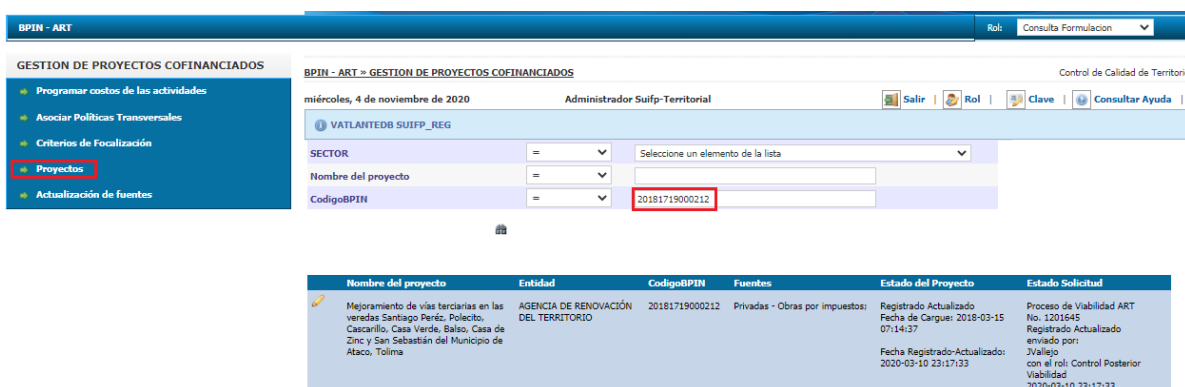 BPIN - ART
Rol: Consulta Formulacion
GESTION DE PROYECTOS COFINANCIADOS
Programar costos de las actividades
Asociar Políticas Transversales
Criterios de Focalización
Proyectos
Actualización de fuentes
BPIN - ART » GESTION DE PROYECTOS COFINANCIADOS
Control de Calidad de Territori
miércoles, 4 de noviembre de 2020 Administrador Suifp-Territorial Salir | Rol | Clave | Consultar Ayuda |
VATLANTEDB SUIFP_REG
SECTOR = Seleccione un elemento de la lista
Nombre del proyecto =
CodigoBPIN = 20181719000212
Nombre del proyecto Entidad CodigoBPIN Fuentes Estado del Proyecto Estado Solicitud
Mejoramiento de vías terciarias en las
veredas Santiago Peréz, Polecito,
Cascarillo, Casa Verde, Balso, Casa de
Zinc y San Sebastián del Municipio de
Ataco, Tolima
AGENCIA DE RENOVACIÓN
DEL TERRITORIO
20181719000212
Privadas - Obras por impuestos;
Registrado Actualizado
Fecha de Cargue: 2018-03-15
07:14:37
Fecha Registrado-Actualizado:
2020-03-10 23:17:33
Proceso de Viabilidad ART
No. 1201645
Registrado Actualizado
enviado por:
JVallejo
con el rol: Control Posterior
Viabilidad
2020-03-10 23:17:33